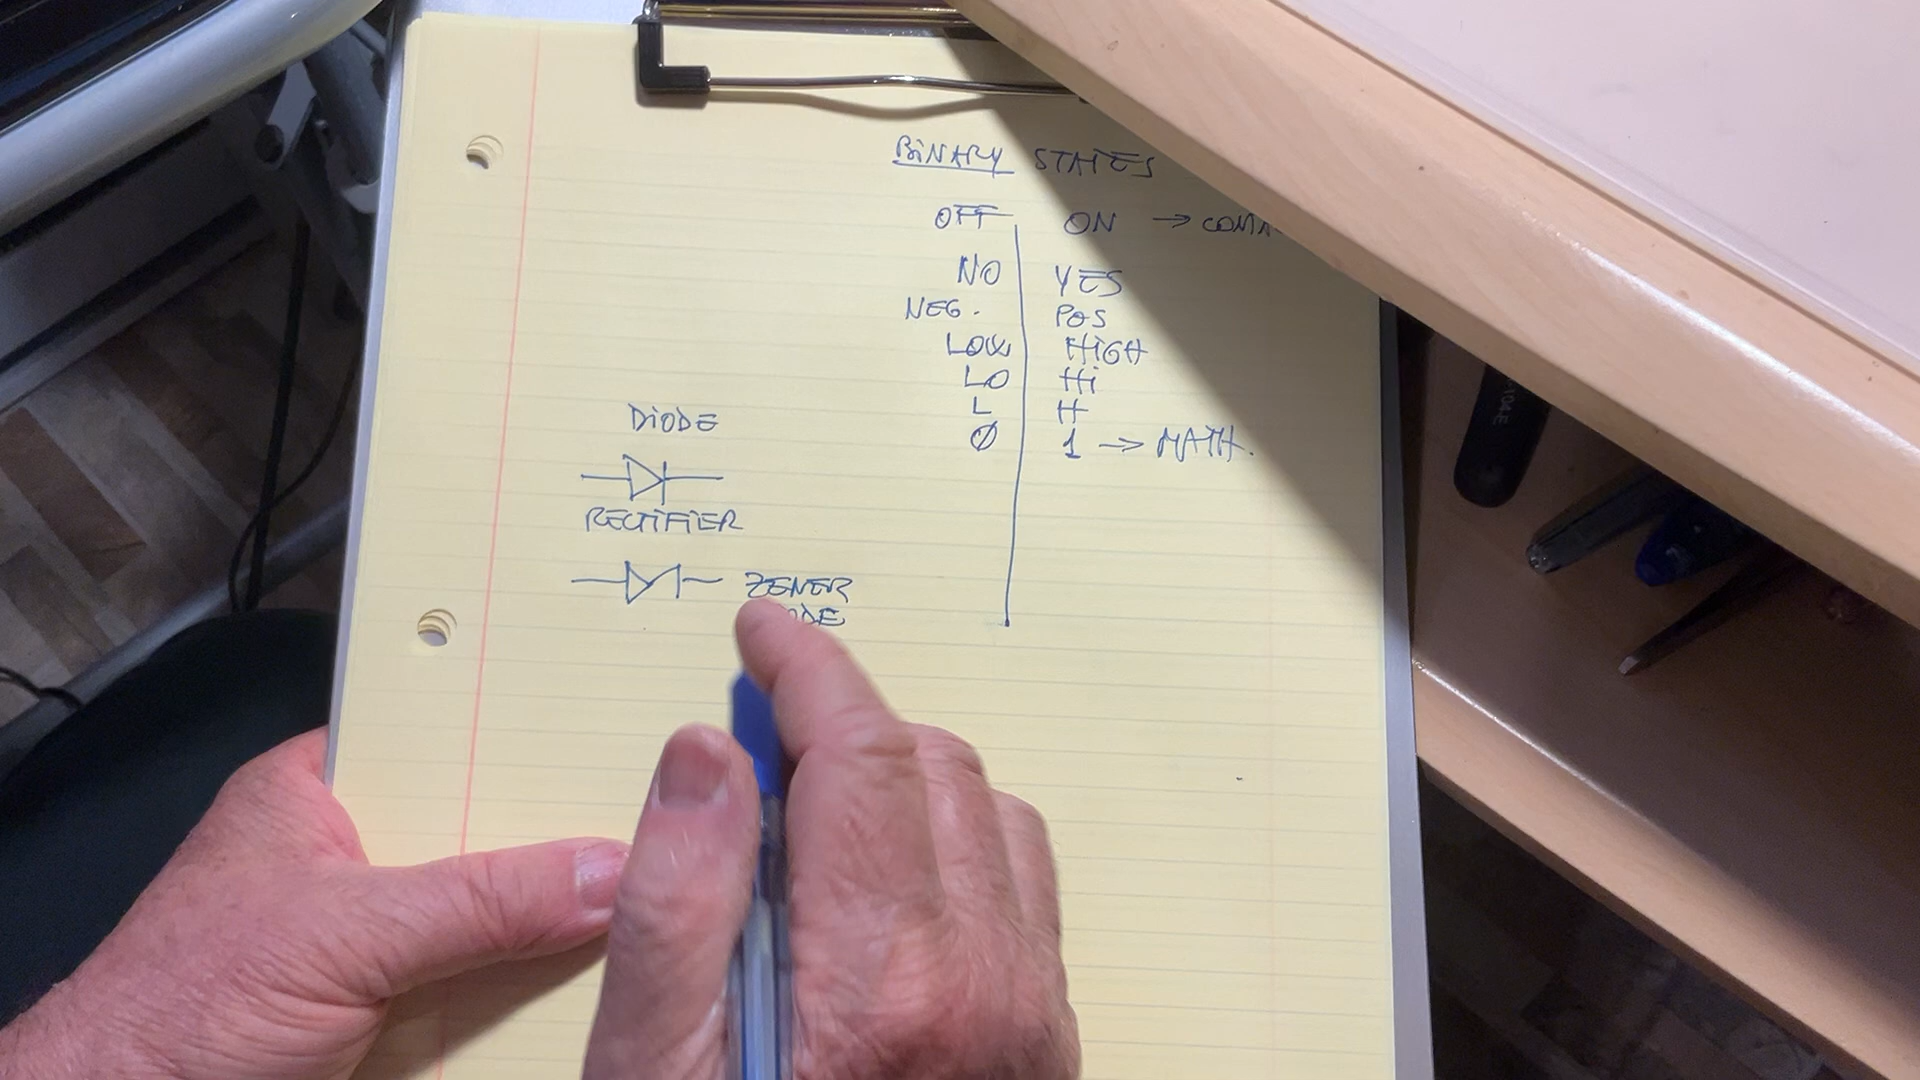 BINARY STATES
OFF ON →
NO YES
NEG. POS
LOW HIGH
LO Hi
L H
Ø 1 → MATH.
DiODE
RECTIFIER
ZENER